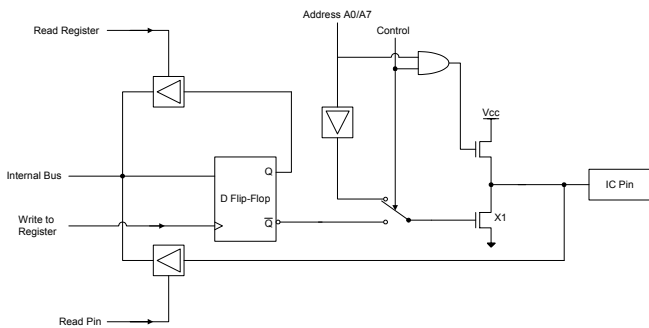 Address A0/A7
Read Register
Control
Vcc
Internal Bus
Q
D Flip-Flop
IC Pin
Write to
Register
Q
X1
Read Pin